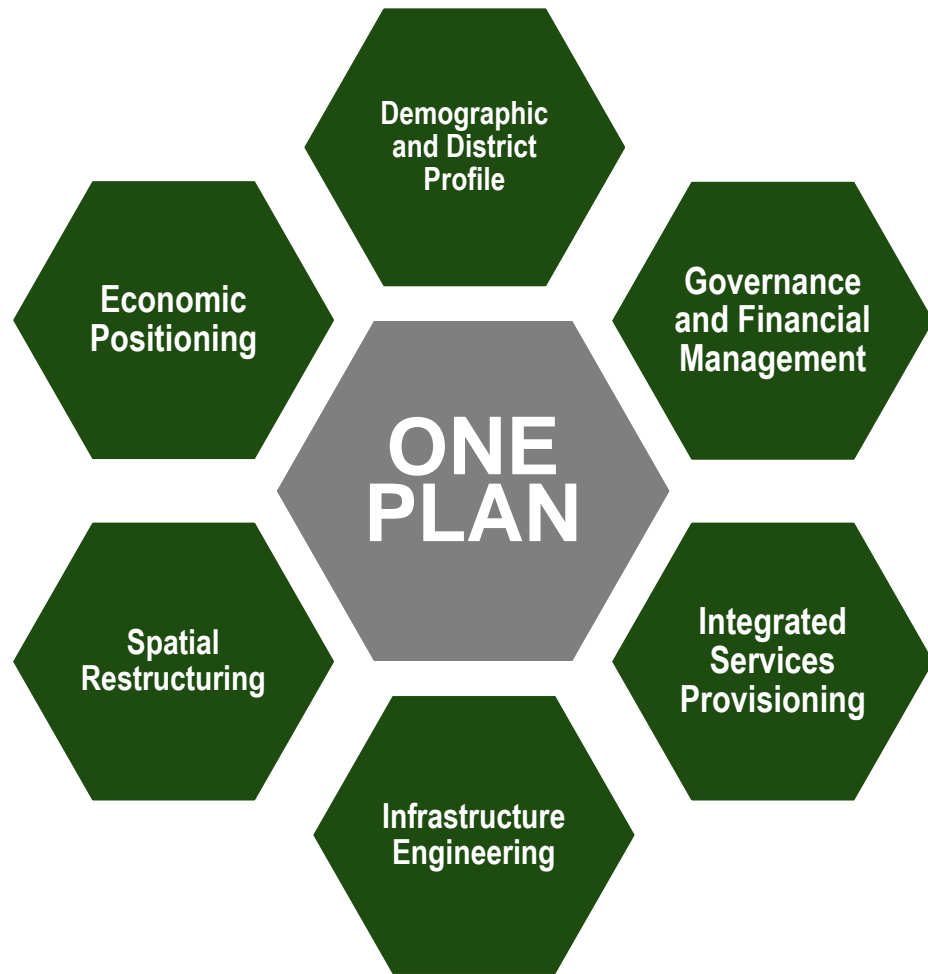 Demographic
and District
Profile
Governance
and Financial
Management
Economic
Positioning
ONE
PLAN
Integrated
Services
Provisioning
Spatial
Restructuring
Infrastructure
Engineering